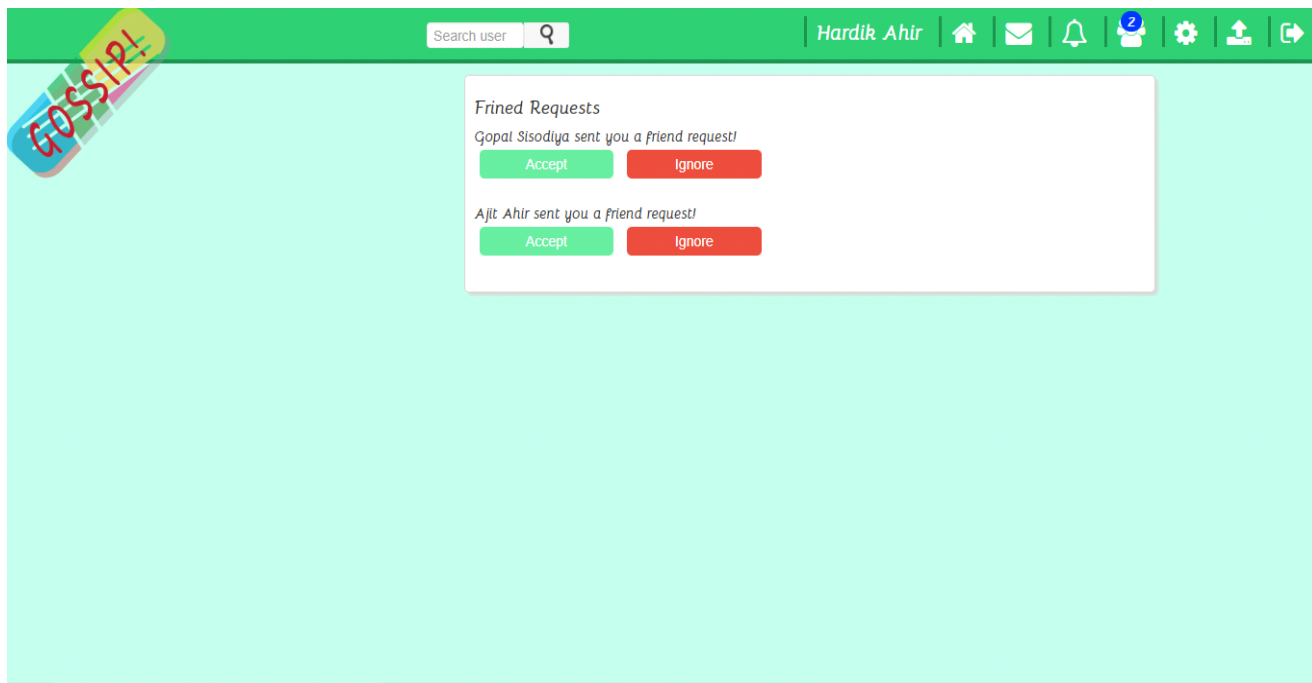 GOSSIP!
Search user
Hardik Ahir
2
Frined Requests
Gopal Sisodiya sent you a friend request!
Accept Ignore
Ajit Ahir sent you a friend request!
Accept Ignore